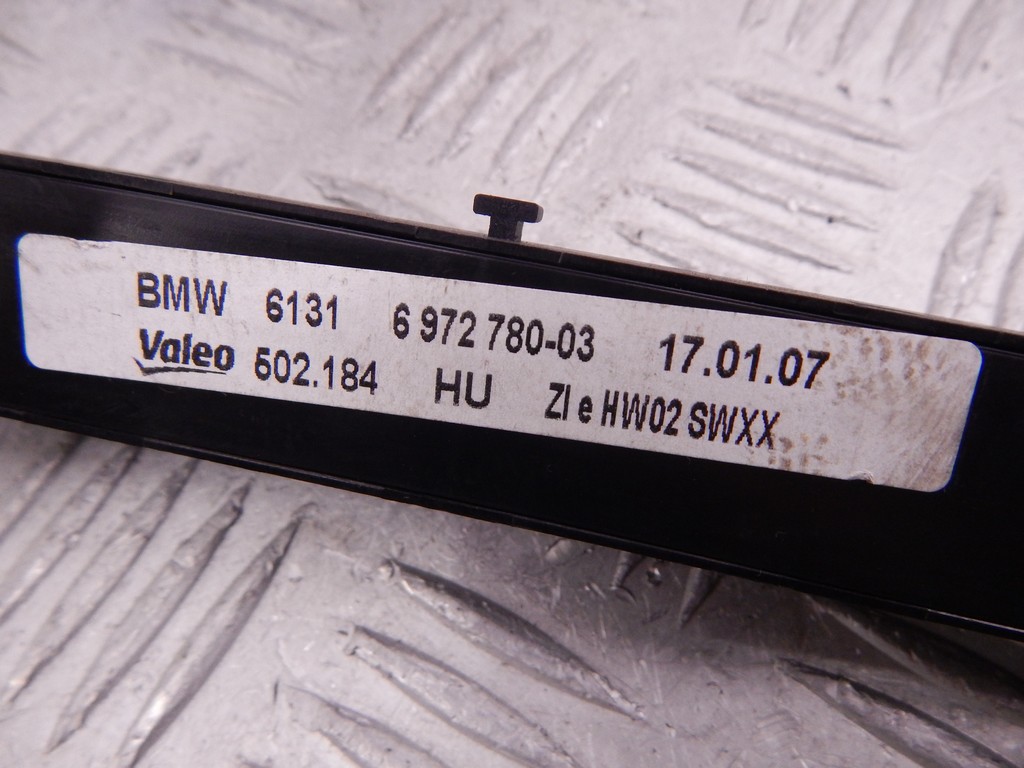 BMW 6131 6 972 780-03 17.01.07
Valeo 502.184 HU ZI e HW02 SWXX